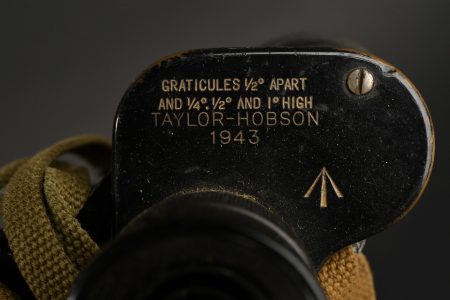 GRATICULES ½° APART
AND ¼°. ½° AND 1° HIGH
TAYLOR-HOBSON
1943